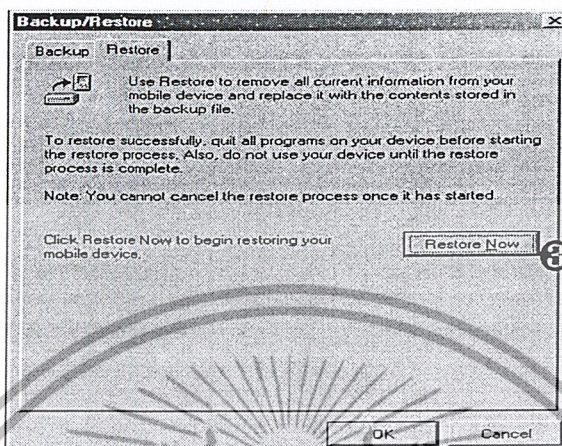 Backup/Restore
Backup Restore
Use Restore to remove all current information from your
mobile device and replace it with the contents stored in
the backup file.
To restore successfully, quit all programs on your device before starting
the restore process. Also, do not use your device until the restore
process is complete.
Note: You cannot cancel the restore process once it has started.
Click Restore Now to begin restoring your
mobile device.
Restore Now
3
OK Cancel